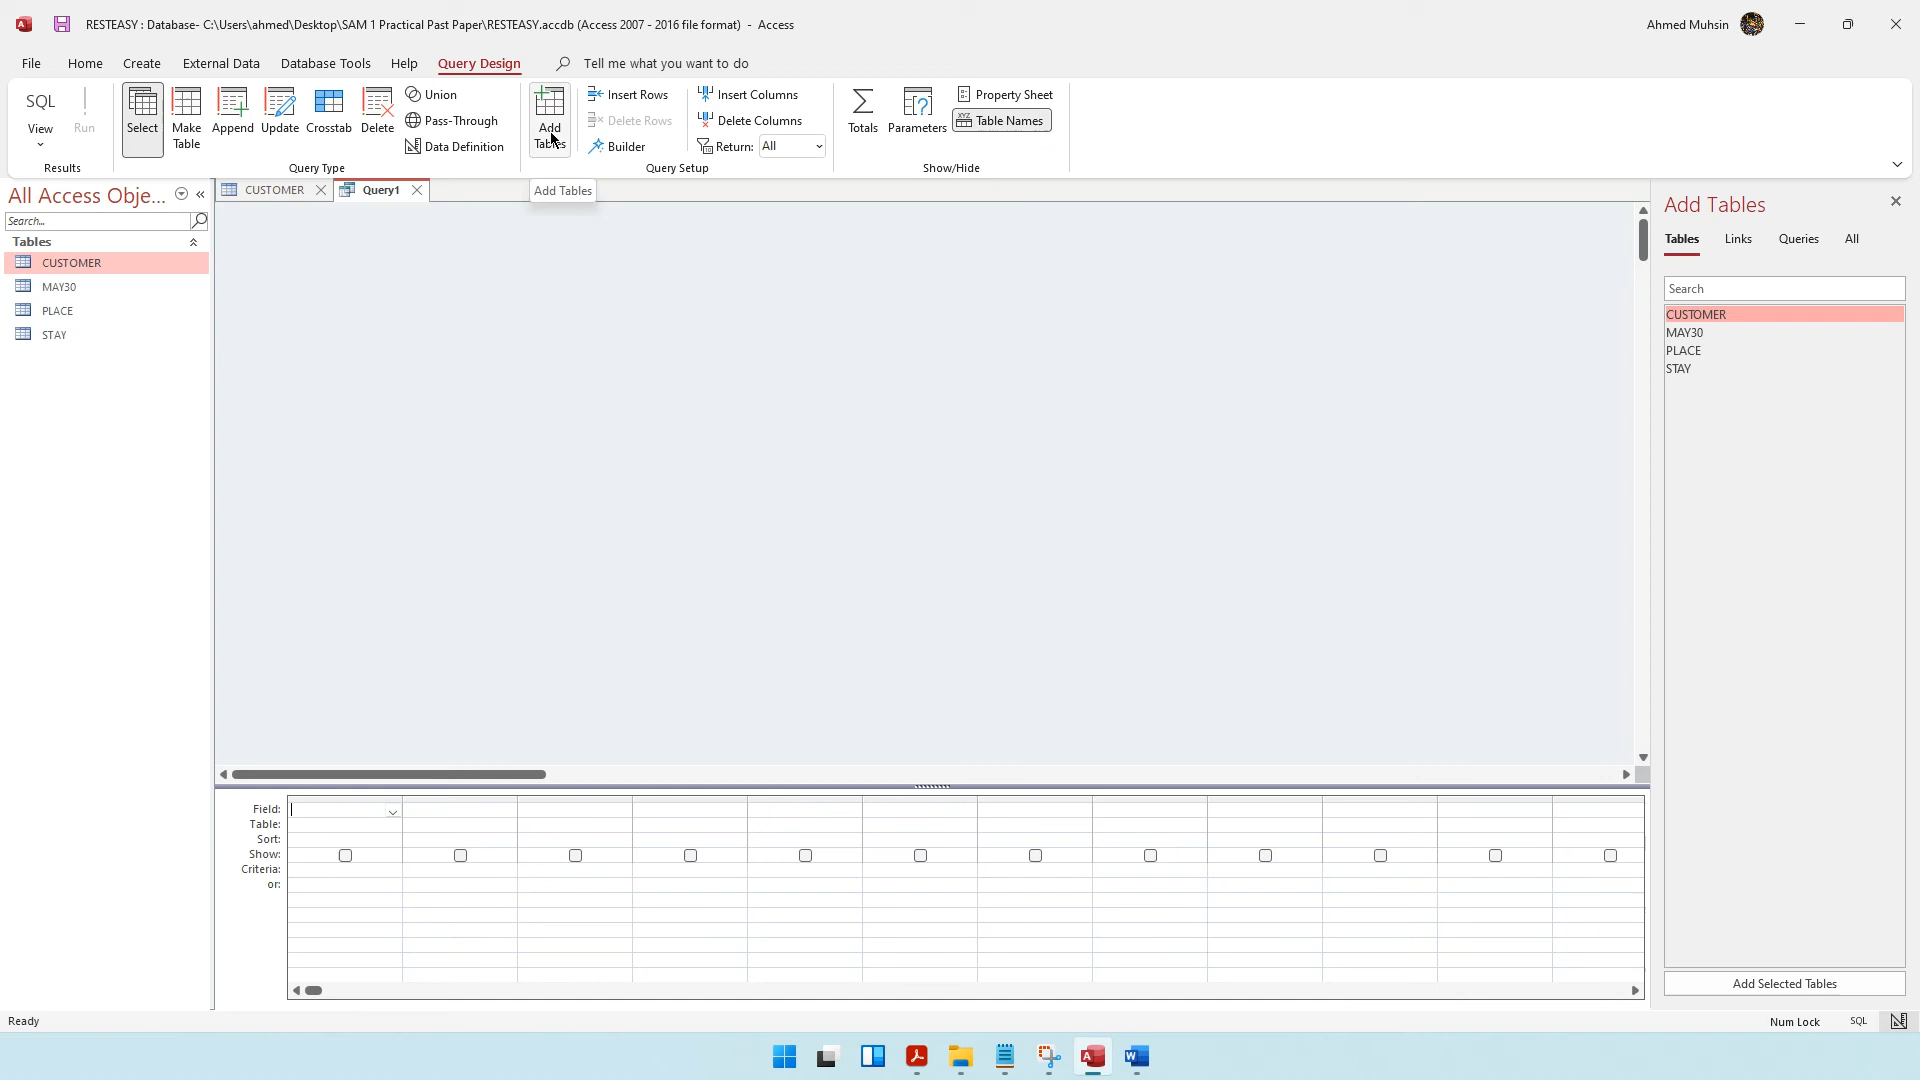 RESTEASY : Database- C:\Users\ahmed\Desktop\SAM 1 Practical Past Paper\RESTEASY.accdb (Access 2007 - 2016 file format)  -  Access
Ahmed Muhsin
File
Home
Create
External Data
Database Tools
Help
Query Design
Tell me what you want to do
SQL
View
Run
Results
Select
Make
Table
Append
Update
Crosstab
Delete
Union
Pass-Through
Data Definition
Query Type
Add
Tables
Insert Rows
Delete Rows
Builder
Insert Columns
Delete Columns
Return: All
Query Setup
Totals
Parameters
Property Sheet
Table Names
Show/Hide
All Access Obje...
Search...
Tables
CUSTOMER
MAY30
PLACE
STAY
CUSTOMER
Query1
Add Tables
Field:
Table:
Sort:
Show:
Criteria:
or:
Add Tables
Tables
Links
Queries
All
Search
CUSTOMER
MAY30
PLACE
STAY
Add Selected Tables
Ready
Num Lock
SQL